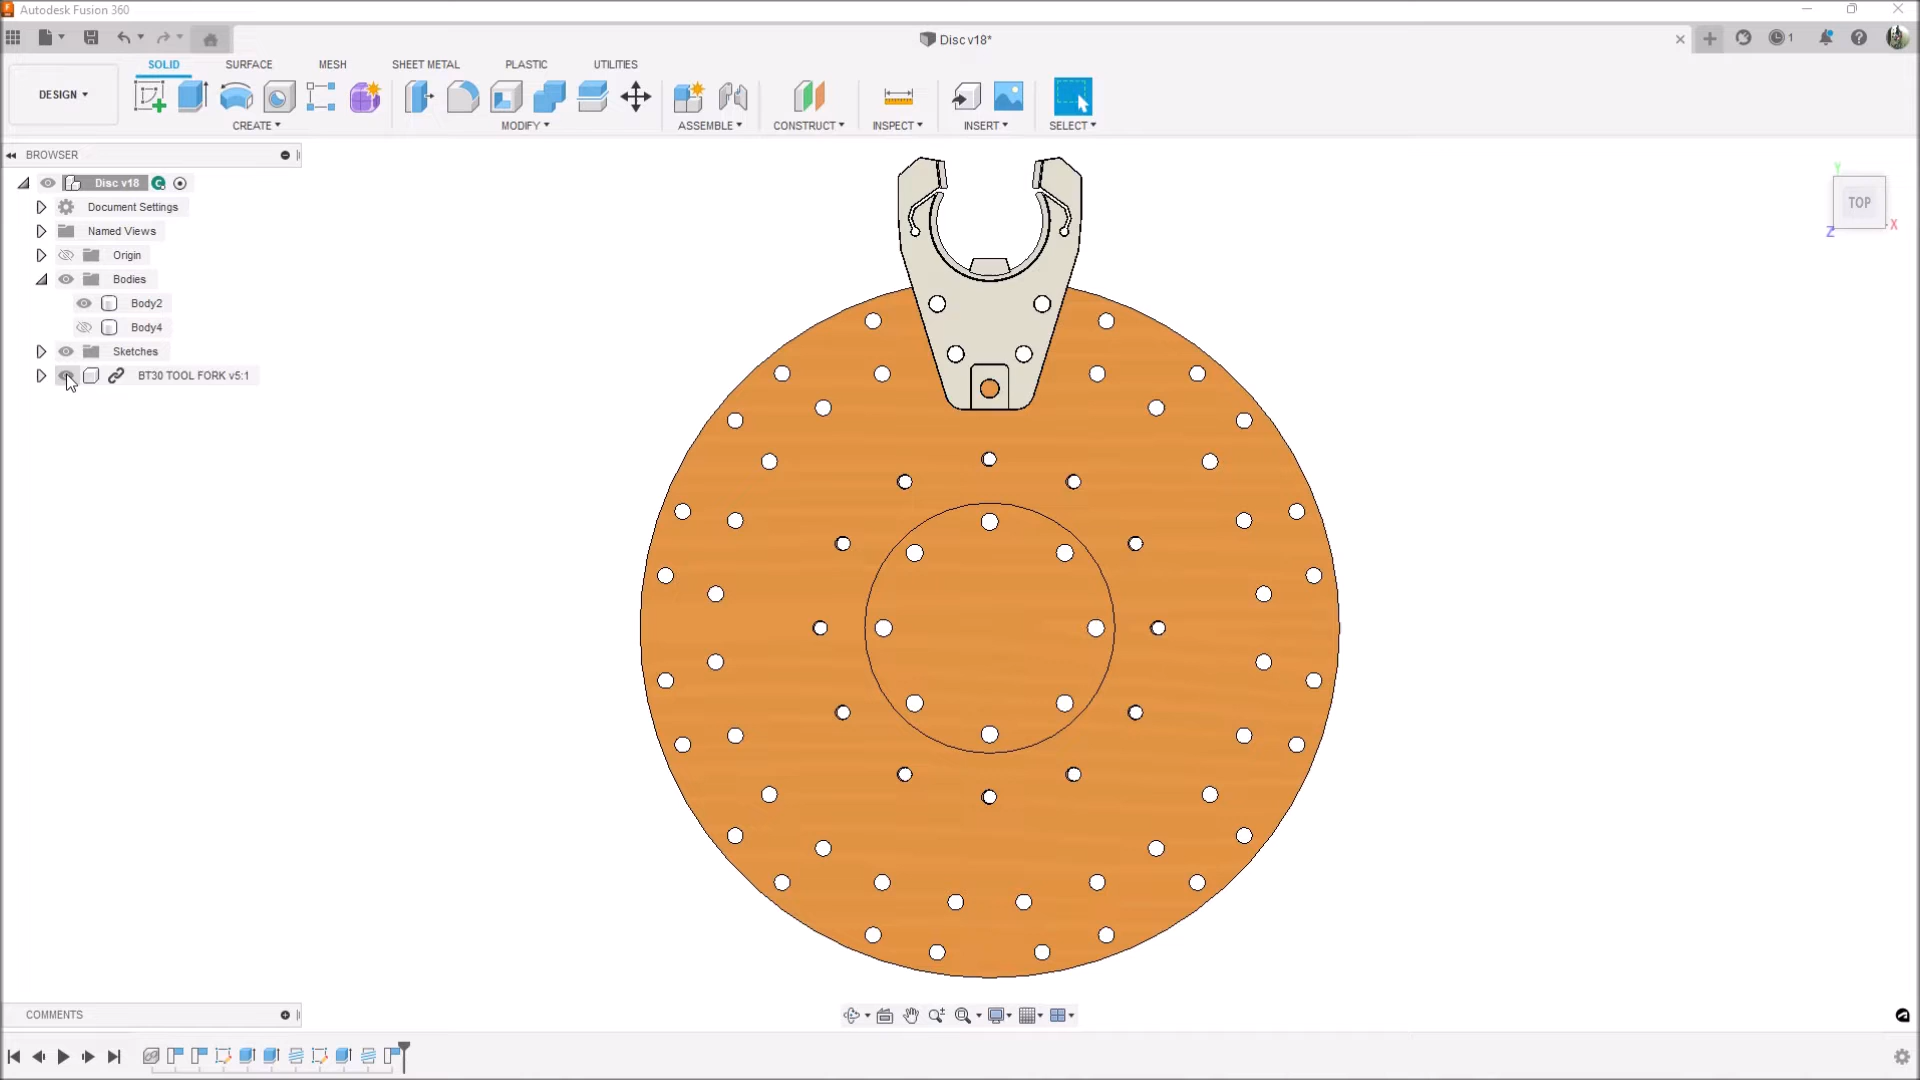 Autodesk Fusion 360
Disc v18*
1
SOLID SURFACE MESH SHEET METAL PLASTIC UTILITIES
DESIGN
CREATE MODIFY ASSEMBLE CONSTRUCT INSPECT INSERT SELECT
BROWSER
Disc v18
Document Settings
Named Views
Origin
Bodies
Body2
Body4
Sketches
BT30 TOOL FORK v5:1
Y
TOP
Z
X
COMMENTS